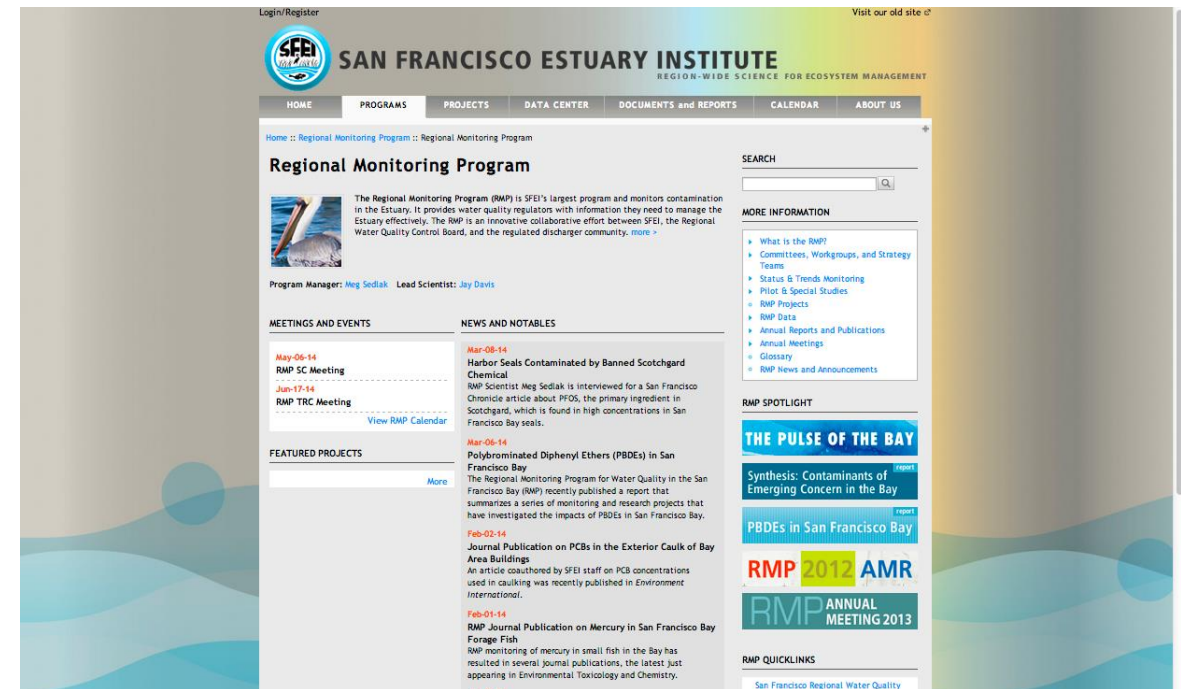 Login/Register
Visit our old site
SFEI
SAN FRANCISCO ESTUARY INSTITUTE
REGION-WIDE SCIENCE FOR ECOSYSTEM MANAGEMENT
HOME PROGRAMS PROJECTS DATA CENTER DOCUMENTS and REPORTS CALENDAR ABOUT US
Home :: Regional Monitoring Program :: Regional Monitoring Program
Regional Monitoring Program
The Regional Monitoring Program (RMP) is SFEI's largest program and monitors contamination
in the Estuary. It provides water quality regulators with information they need to manage the
Estuary effectively. The RMP is an innovative collaborative effort between SFEI, the Regional
Water Quality Control Board, and the regulated discharger community. more >
Program Manager: Meg Sedlak Lead Scientist: Jay Davis
MEETINGS AND EVENTS
May-06-14
RMP SC Meeting
Jun-17-14
RMP TRC Meeting
View RMP Calendar
FEATURED PROJECTS
More
NEWS AND NOTABLES
Mar-08-14
Harbor Seals Contaminated by Banned Scotchgard
Chemical
RMP Scientist Meg Sedlak is interviewed for a San Francisco
Chronicle article about PFOS, the primary ingredient in
Scotchgard, which is found in high concentrations in San
Francisco Bay seals.
Mar-06-14
Polybrominated Diphenyl Ethers (PBDEs) in San
Francisco Bay
The Regional Monitoring Program for Water Quality in the San
Francisco Bay (RMP) recently published a report that
summarizes a series of monitoring and research projects that
have investigated the impacts of PBDEs in San Francisco Bay.
Feb-02-14
Journal Publication on PCBs in the Exterior Caulk of Bay
Area Buildings
An article coauthored by SFEI staff on PCB concentrations
used in caulking was recently published in Environment
International.
Feb-01-14
RMP Journal Publication on Mercury in San Francisco Bay
Forage Fish
RMP monitoring of mercury in small fish in the Bay has
resulted in several journal publications, the latest just
appearing in Environmental Toxicology and Chemistry.
SEARCH
MORE INFORMATION
What is the RMP?
Committees, Workgroups, and Strategy
Teams
Status & Trends Monitoring
Pilot & Special Studies
RMP Projects
RMP Data
Annual Reports and Publications
Annual Meetings
Glossary
RMP News and Announcements
RMP SPOTLIGHT
THE PULSE OF THE BAY
report
Synthesis: Contaminants of
Emerging Concern in the Bay
report
PBDEs in San Francisco Bay
RMP 2012 AMR
RMP ANNUAL
MEETING 2013
RMP QUICKLINKS
San Francisco Regional Water Quality